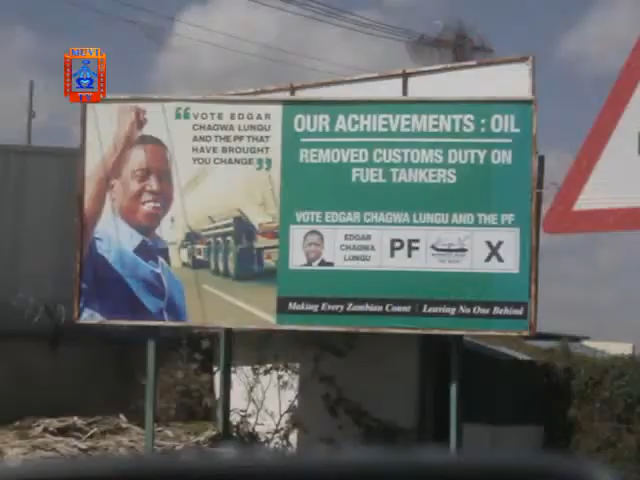 MUVI
TV
"VOTE EDGAR
CHAGWA LUNGU
AND THE PF THAT
HAVE BROUGHT
YOU CHANGE"
OUR ACHIEVEMENTS : OIL
REMOVED CUSTOMS DUTY ON
FUEL TANKERS
VOTE EDGAR CHAGWA LUNGU AND THE PF
EDGAR
CHAGWA
LUNGU
PF
X
Making Every Zambian Count | Leaving No One Behind